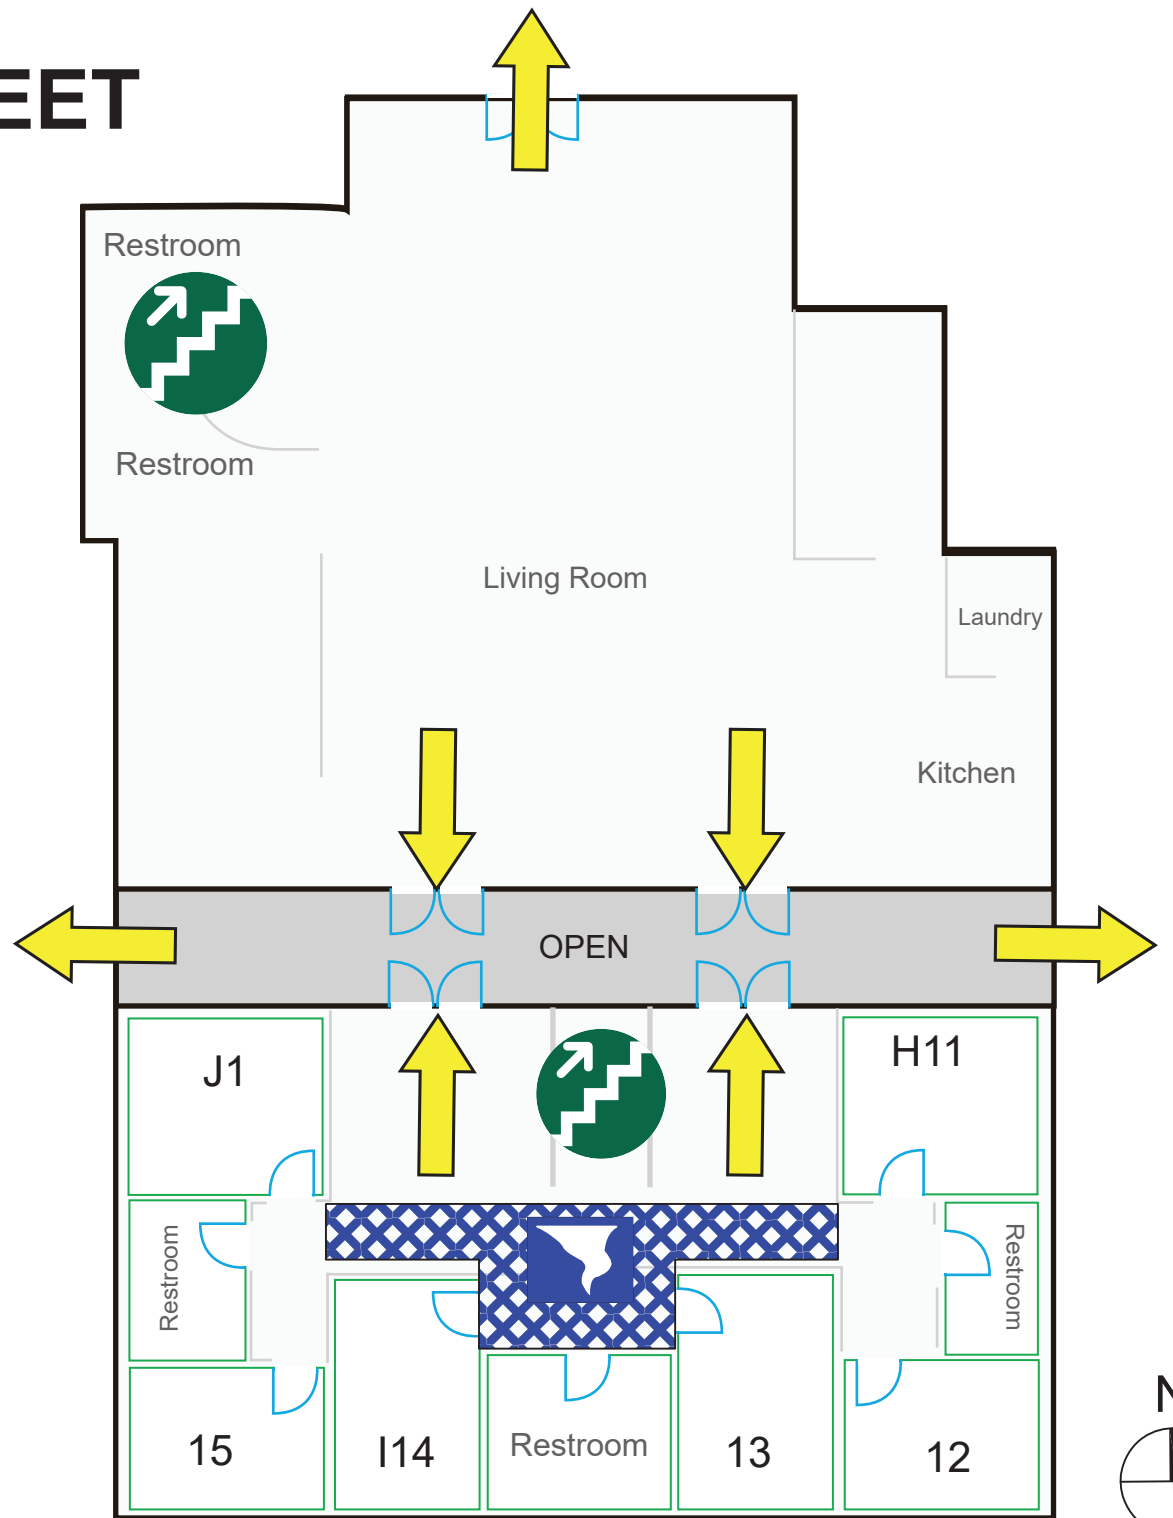 EET
Restroom
Restroom
Living Room
Laundry
Kitchen
OPEN
J1
H11
Restroom
Restroom
15
I14
Restroom
13
12
N